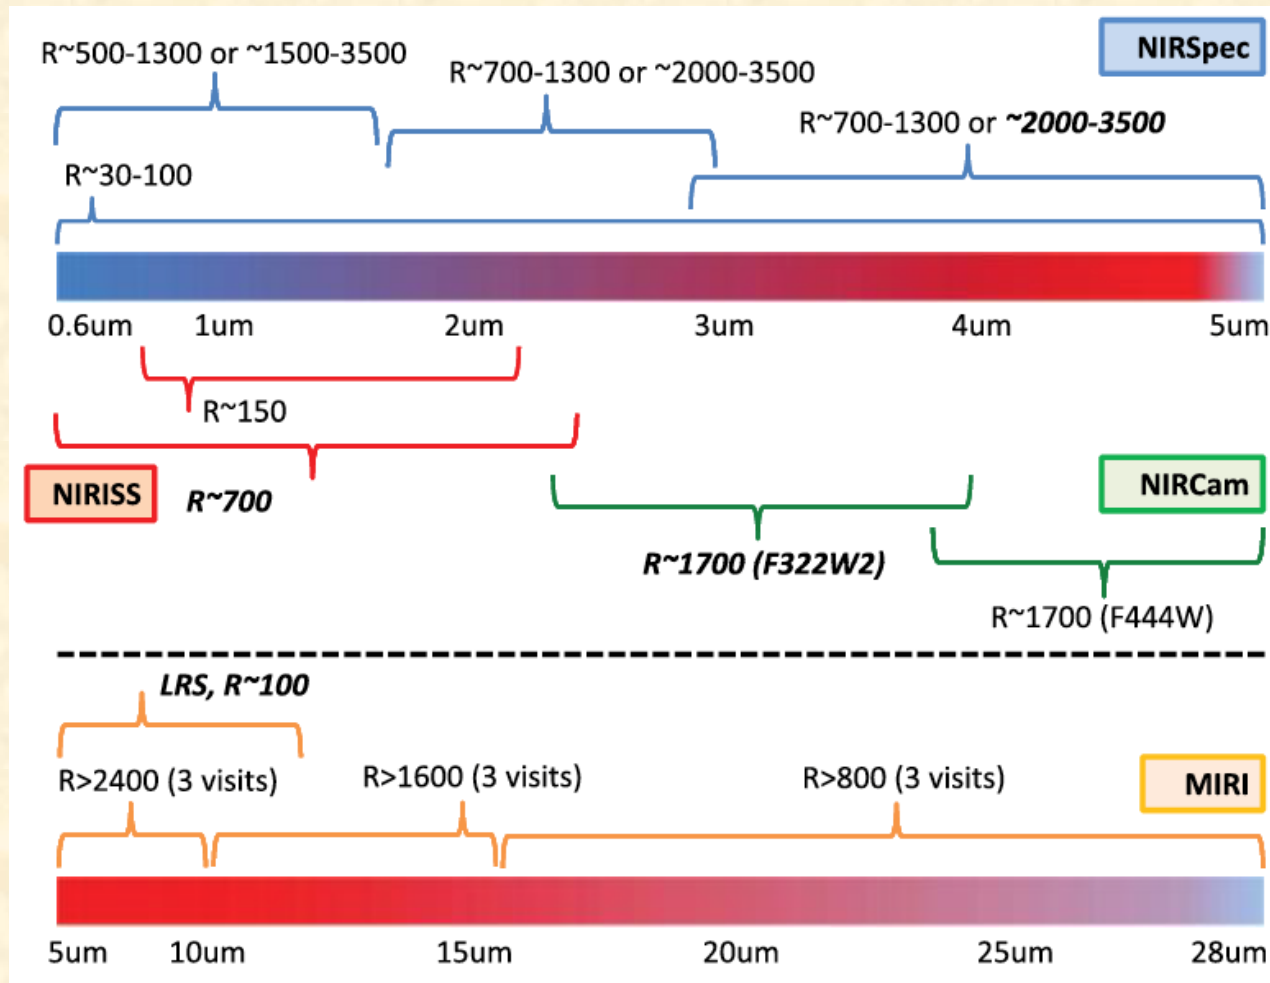 NIRSpec
R~500-1300 or ~1500-3500
R~700-1300 or ~2000-3500
R~700-1300 or ~2000-3500
R~30-100
0.6um 1um 2um 3um 4um 5um
R~150
NIRISS
R~700
NIRCam
R~1700 (F322W2)
R~1700 (F444W)
LRS, R~100
R>2400 (3 visits)
R>1600 (3 visits)
R>800 (3 visits)
MIRI
5um 10um 15um 20um 25um 28um